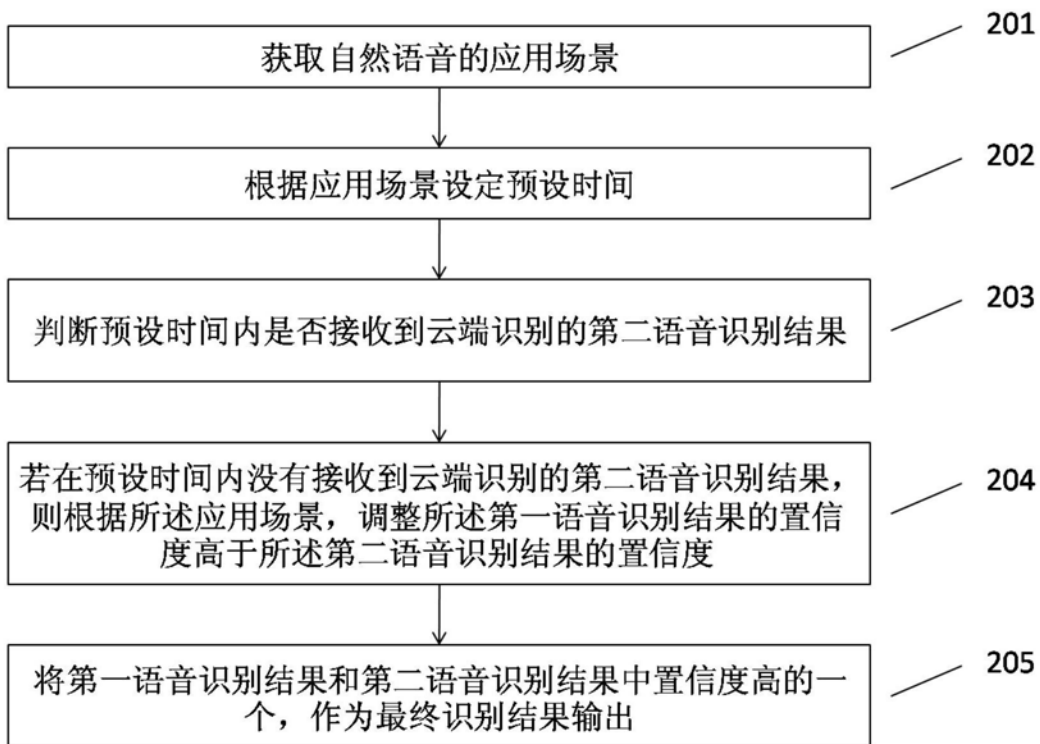 获取自然语音的应用场景
201
根据应用场景设定预设时间
202
判断预设时间内是否接收到云端识别的第二语音识别结果
203
若在预设时间内没有接收到云端识别的第二语音识别结果，
则根据所述应用场景，调整所述第一语音识别结果的置信
度高于所述第二语音识别结果的置信度
204
将第一语音识别结果和第二语音识别结果中置信度高的一
个，作为最终识别结果输出
205